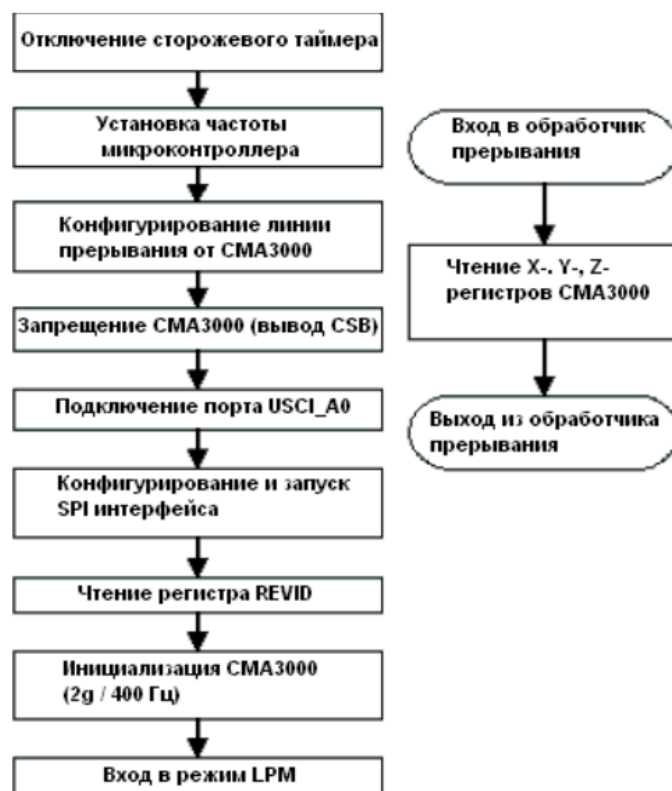 Отключение сторожевого таймера
Установка частоты
микроконтроллера
Конфигурирование линии
прерывания от CMA3000
Запрещение CMA3000 (вывод CSB)
Подключение порта USCI_A0
Конфигурирование и запуск
SPI интерфейса
Чтение регистра REVID
Инициализация CMA3000
(2g / 400 Гц)
Вход в режим LPM
Вход в обработчик
прерывания
Чтение X-. Y-, Z-
регистров CMA3000
Выход из обработчика
прерывания